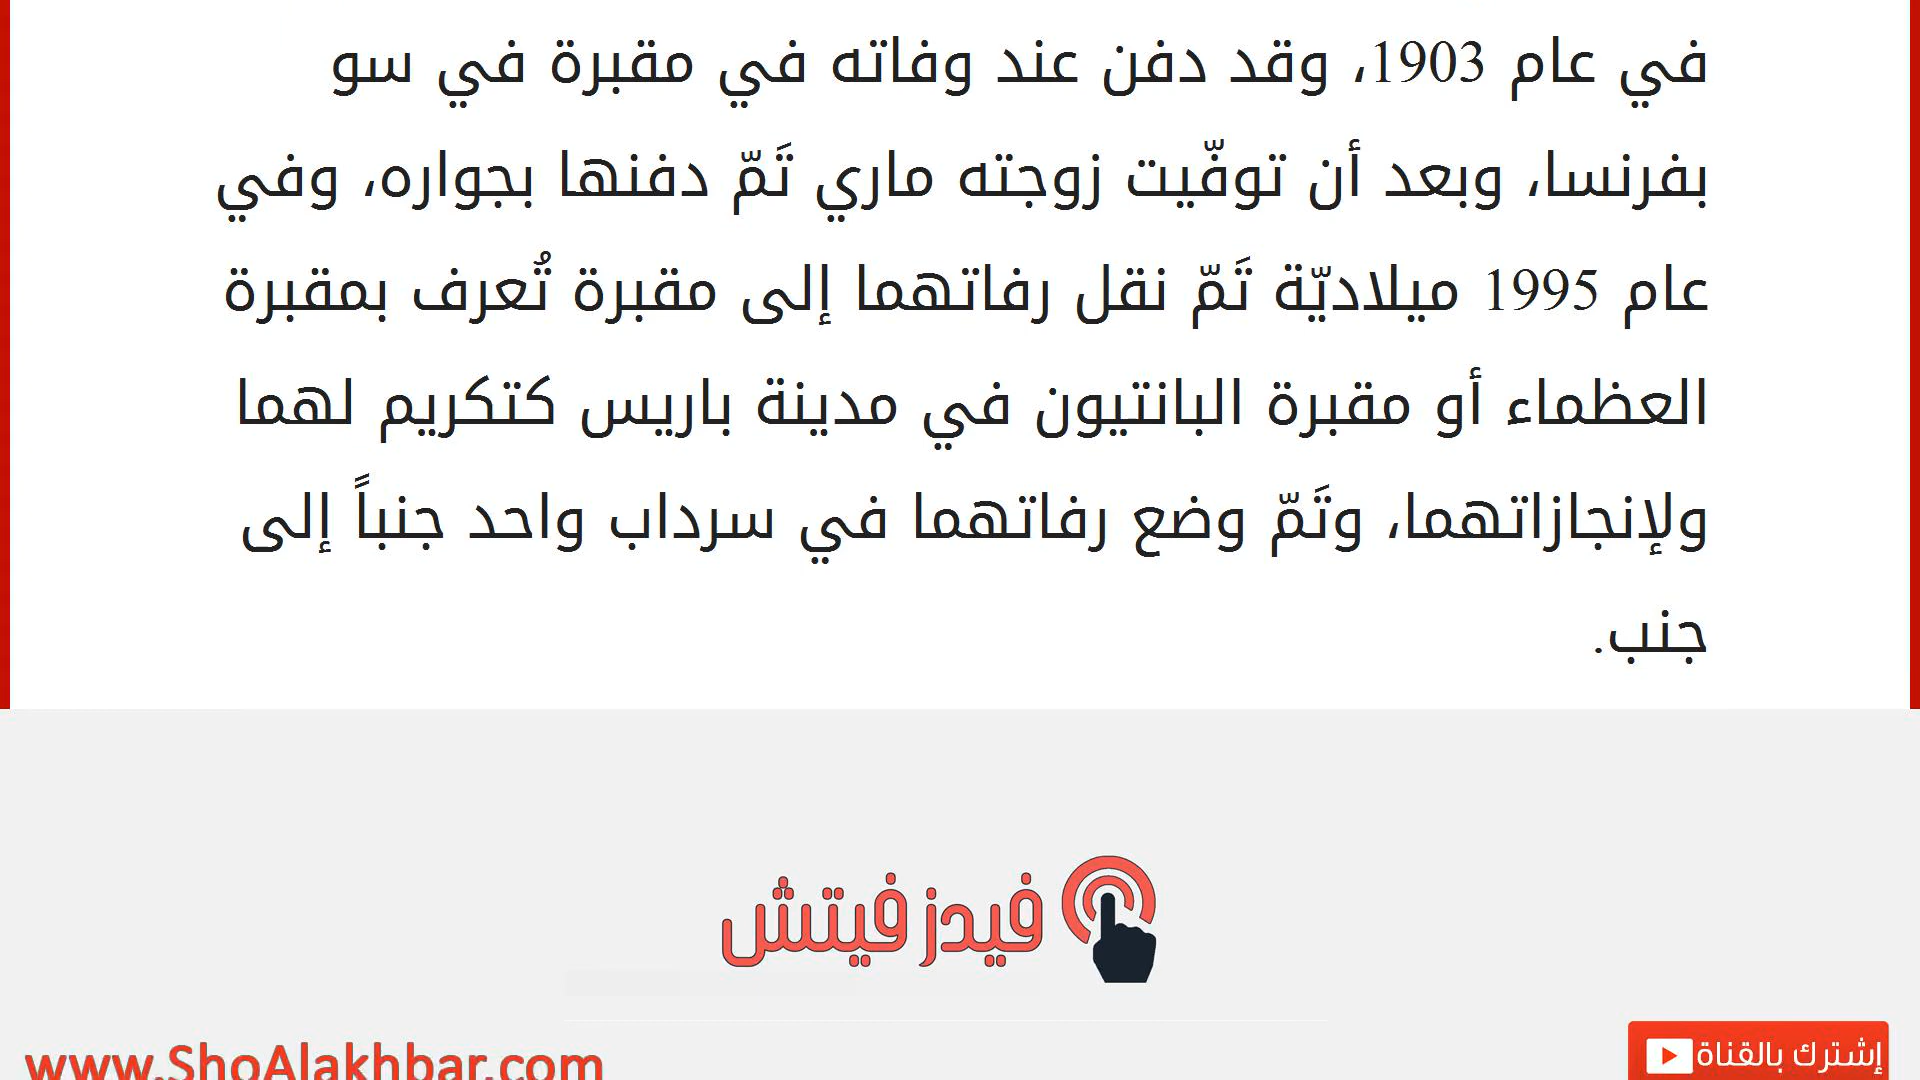 في عام 1903، وقد دفن عند وفاته في مقبرة في سو
بفرنسا، وبعد أن توفّيت زوجته ماري تَمّ دفنها بجواره، وفي
عام 1995 ميلاديّة تَمّ نقل رفاتهما إلى مقبرة تُعرف بمقبرة
العظماء أو مقبرة البانتيون في مدينة باريس كتكريم لهما
ولإنجازاتهما، وتَمّ وضع رفاتهما في سرداب واحد جنباً إلى
جنب.
فيدز فيتش
www.ShoAlakhbar.com
إشترك بالقناة